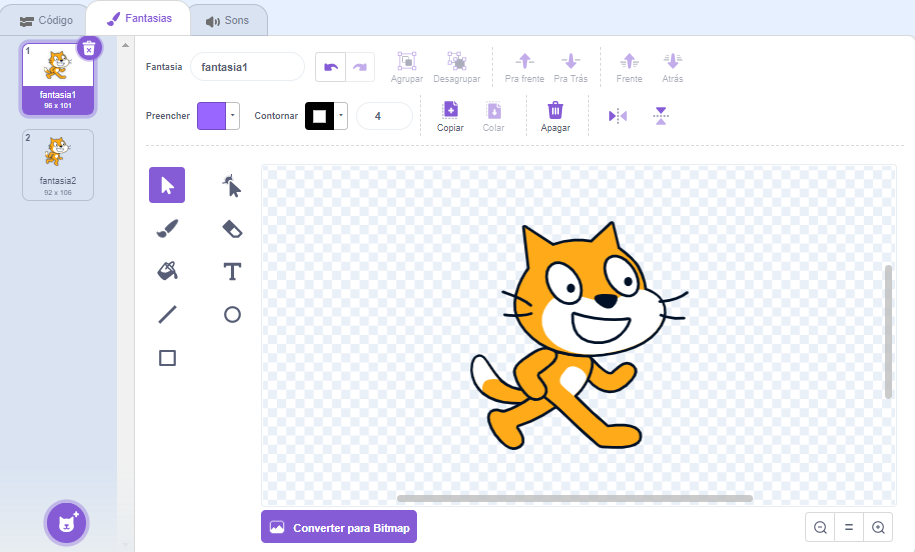 Código
Fantasias
Sons
1
fantasia1
96 x 101
2
fantasia2
92 x 106
Fantasia
fantasia1
Agrupar
Desagrupar
Pra frente
Pra Trás
Frente
Atrás
Preencher
Contornar
4
Copiar
Colar
Apagar
T
Converter para Bitmap